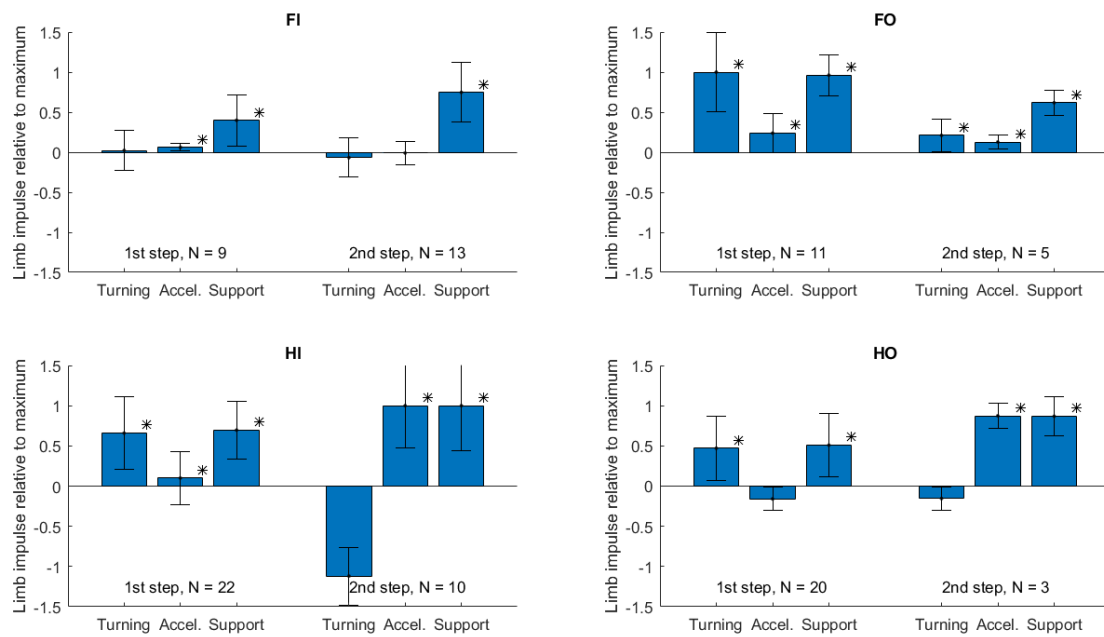 FI
Limb impulse relative to maximum
1.5
1
0.5
0
-0.5
-1
-1.5
* * *
1st step, N = 9
2nd step, N = 13
Turning Accel. Support Turning Accel. Support
FO
Limb impulse relative to maximum
1.5
1
0.5
0
-0.5
-1
-1.5
* * * * * *
1st step, N = 11
2nd step, N = 5
Turning Accel. Support Turning Accel. Support
HI
Limb impulse relative to maximum
1.5
1
0.5
0
-0.5
-1
-1.5
* * * * *
1st step, N = 22
2nd step, N = 10
Turning Accel. Support Turning Accel. Support
HO
Limb impulse relative to maximum
1.5
1
0.5
0
-0.5
-1
-1.5
* * * *
1st step, N = 20
2nd step, N = 3
Turning Accel. Support Turning Accel. Support